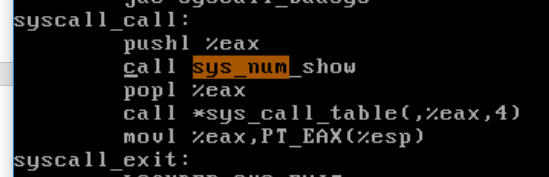 syscall_call:
pushl %eax
call sys_num_show
popl %eax
call *sys_call_table(,%eax,4)
movl %eax,PT_EAX(%esp)
syscall_exit: